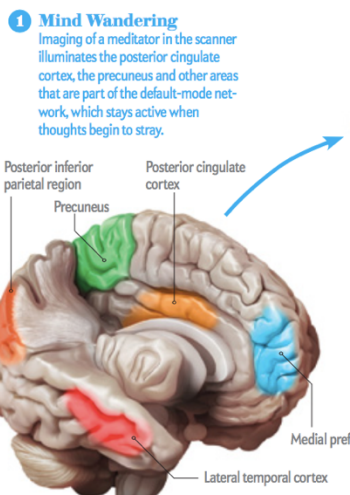 1 Mind Wandering
Imaging of a meditator in the scanner
illuminates the posterior cingulate
cortex, the precuneus and other areas
that are part of the default-mode net-
work, which stays active when
thoughts begin to stray.
Posterior inferior
parietal region
Posterior cingulate
cortex
Precuneus
Medial pref
Lateral temporal cortex